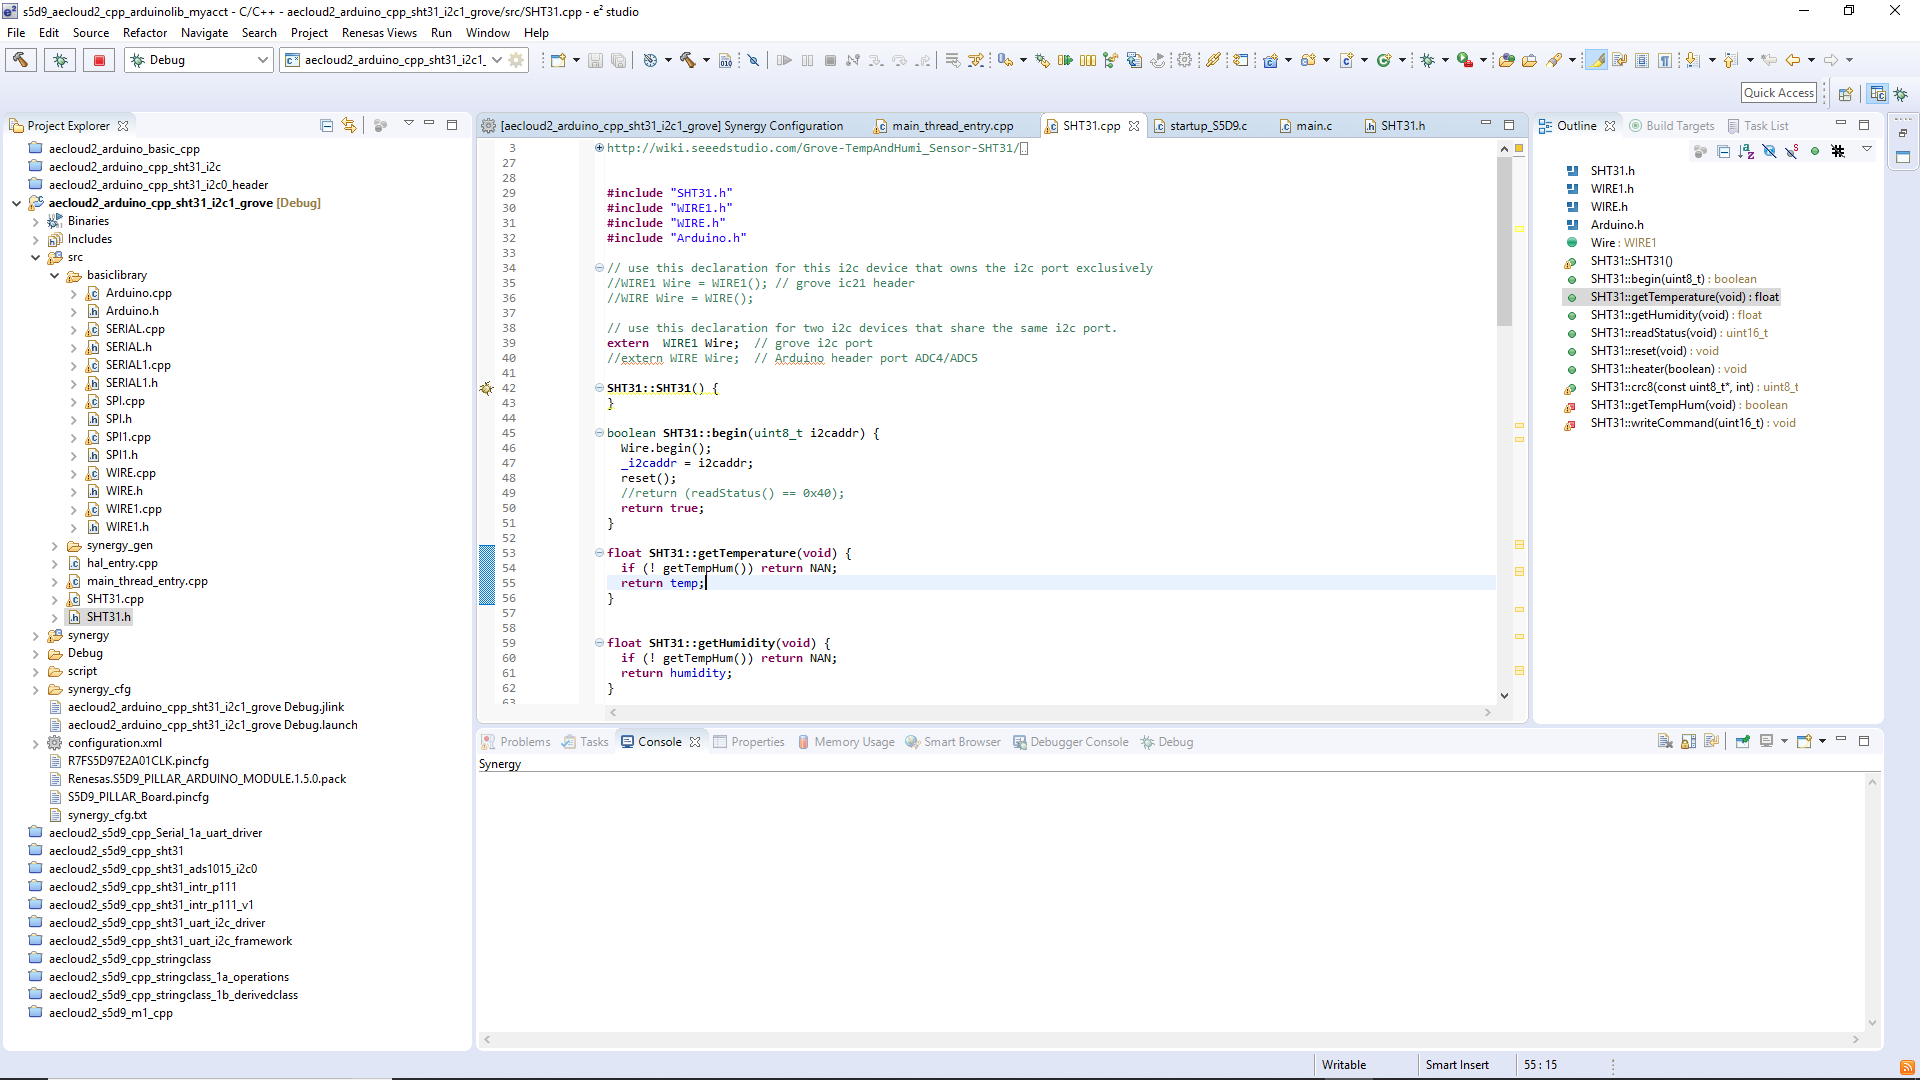 s5d9_aecloud2_cpp_arduinolib_myacct - C/C++ - aecloud2_arduino_cpp_sht31_i2c1_grove/src/SHT31.cpp - e² studio
File Edit Source Refactor Navigate Search Project Renesas Views Run Window Help
Debug
aecloud2_arduino_cpp_sht31_i2c1_
Quick Access
Project Explorer
aecloud2_arduino_basic_cpp
aecloud2_arduino_cpp_sht31_i2c
aecloud2_arduino_cpp_sht31_i2c0_header
aecloud2_arduino_cpp_sht31_i2c1_grove [Debug]
Binaries
Includes
src
basiclibrary
Arduino.cpp
Arduino.h
SERIAL.cpp
SERIAL.h
SERIAL1.cpp
SERIAL1.h
SPI.cpp
SPI.h
SPI1.cpp
SPI1.h
WIRE.cpp
WIRE.h
WIRE1.cpp
WIRE1.h
synergy_gen
hal_entry.cpp
main_thread_entry.cpp
SHT31.cpp
SHT31.h
synergy
Debug
script
synergy_cfg
aecloud2_arduino_cpp_sht31_i2c1_grove Debug.jlink
aecloud2_arduino_cpp_sht31_i2c1_grove Debug.launch
configuration.xml
R7FS5D97E2A01CLK.pincfg
Renesas.S5D9_PILLAR_ARDUINO_MODULE.1.5.0.pack
S5D9_PILLAR_Board.pincfg
synergy_cfg.txt
aecloud2_s5d9_cpp_Serial_1a_uart_driver
aecloud2_s5d9_cpp_sht31
aecloud2_s5d9_cpp_sht31_ads1015_i2c0
aecloud2_s5d9_cpp_sht31_intr_p111
aecloud2_s5d9_cpp_sht31_intr_p111_v1
aecloud2_s5d9_cpp_sht31_uart_i2c_driver
aecloud2_s5d9_cpp_sht31_uart_i2c_framework
aecloud2_s5d9_cpp_stringclass
aecloud2_s5d9_cpp_stringclass_1a_operations
aecloud2_s5d9_cpp_stringclass_1b_derivedclass
aecloud2_s5d9_m1_cpp
[aecloud2_arduino_cpp_sht31_i2c1_grove] Synergy Configuration main_thread_entry.cpp SHT31.cpp startup_S5D9.c main.c SHT31.h
3 http://wiki.seeedstudio.com/Grove-TempAndHumi_Sensor-SHT31/
27
28
29 #include "SHT31.h"
30 #include "WIRE1.h"
31 #include "WIRE.h"
32 #include "Arduino.h"
33
34 // use this declaration for this i2c device that owns the i2c port exclusively
35 //WIRE1 Wire = WIRE1(); // grove ic21 header
36 //WIRE Wire = WIRE();
37
38 // use this declaration for two i2c devices that share the same i2c port.
39 extern  WIRE1 Wire;  // grove i2c port
40 //extern WIRE Wire;  // Arduino header port ADC4/ADC5
41
42 SHT31::SHT31() {
43 }
44
45 boolean SHT31::begin(uint8_t i2caddr) {
46   Wire.begin();
47   _i2caddr = i2caddr;
48   reset();
49   //return (readStatus() == 0x40);
50   return true;
51 }
52
53 float SHT31::getTemperature(void) {
54   if (! getTempHum()) return NAN;
55   return temp;
56 }
57
58
59 float SHT31::getHumidity(void) {
60   if (! getTempHum()) return NAN;
61   return humidity;
62 }
63
Outline Build Targets Task List
SHT31.h
WIRE1.h
WIRE.h
Arduino.h
Wire : WIRE1
SHT31::SHT31()
SHT31::begin(uint8_t) : boolean
SHT31::getTemperature(void) : float
SHT31::getHumidity(void) : float
SHT31::readStatus(void) : uint16_t
SHT31::reset(void) : void
SHT31::heater(boolean) : void
SHT31::crc8(const uint8_t*, int) : uint8_t
SHT31::getTempHum(void) : boolean
SHT31::writeCommand(uint16_t) : void
Problems Tasks Console Properties Memory Usage Smart Browser Debugger Console Debug
Synergy
Writable Smart Insert 55 : 15